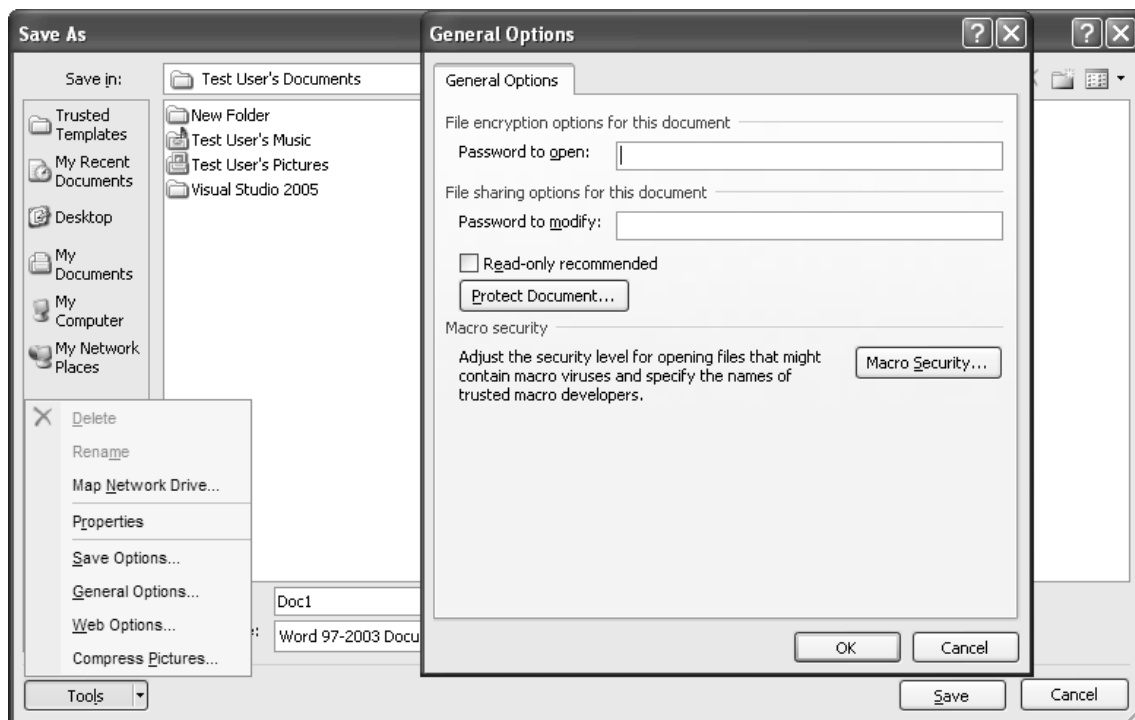 Save As
Save in:
Test User's Documents
Trusted
Templates
My Recent
Documents
Desktop
My
Documents
My
Computer
My Network
Places
New Folder
Test User's Music
Test User's Pictures
Visual Studio 2005
Delete
Rename
Map Network Drive...
Properties
Save Options...
General Options...
Web Options...
Compress Pictures...
Doc1
Word 97-2003 Docu
Tools
Save
Cancel
General Options
General Options
File encryption options for this document
Password to open:
File sharing options for this document
Password to modify:
Read-only recommended
Protect Document...
Macro security
Adjust the security level for opening files that might
contain macro viruses and specify the names of
trusted macro developers.
Macro Security...
OK
Cancel